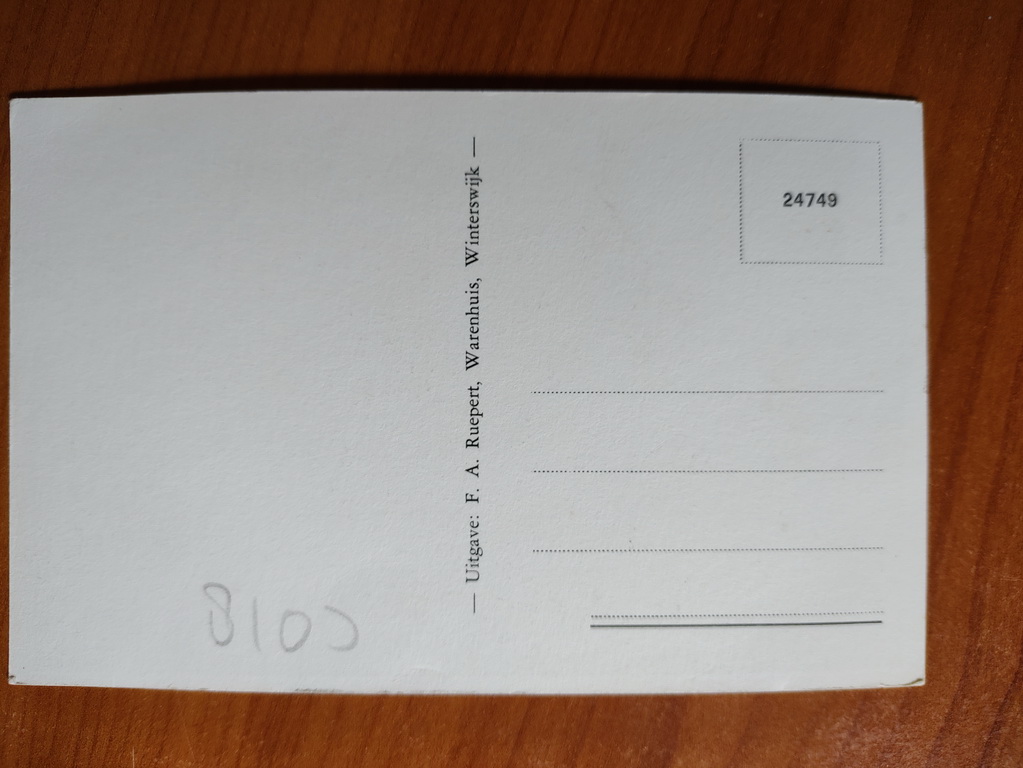 — Uitgave: F. A. Ruepert, Warenhuis, Winterswijk —
24749